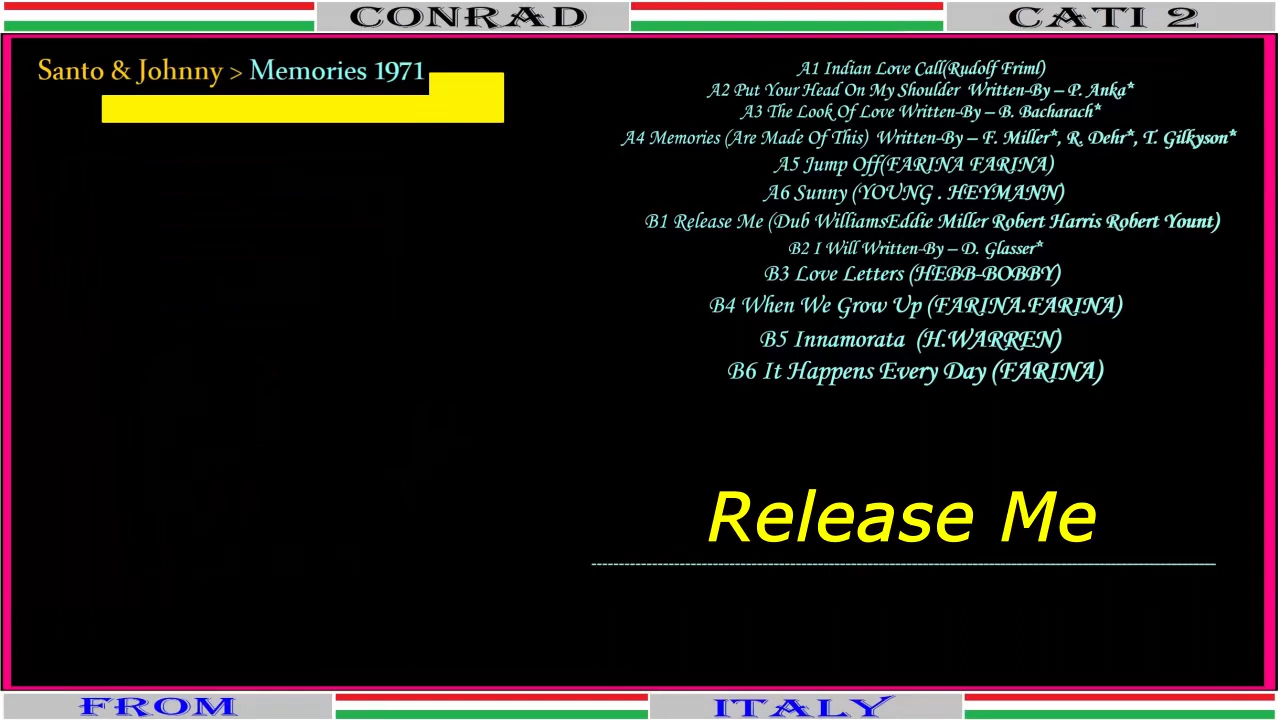 CONRAD
CATI 2
Santo & Johnny > Memories 1971
A1 Indian Love Call(Rudolf Friml)
A2 Put Your Head On My Shoulder Written-By – P. Anka*
A3 The Look Of Love Written-By – B. Bacharach*
A4 Memories (Are Made Of This) Written-By – F. Miller*, R. Dehr*, T. Gilkyson*
A5 Jump Off(FARINA FARINA)
A6 Sunny (YOUNG . HEYMANN)
B1 Release Me (Dub WilliamsEddie Miller Robert Harris Robert Yount)
B2 I Will Written-By – D. Glasser*
B3 Love Letters (HEBB-BOBBY)
B4 When We Grow Up (FARINA.FARINA)
B5 Innamorata (H.WARREN)
B6 It Happens Every Day (FARINA)
Release Me
FROM
ITALY